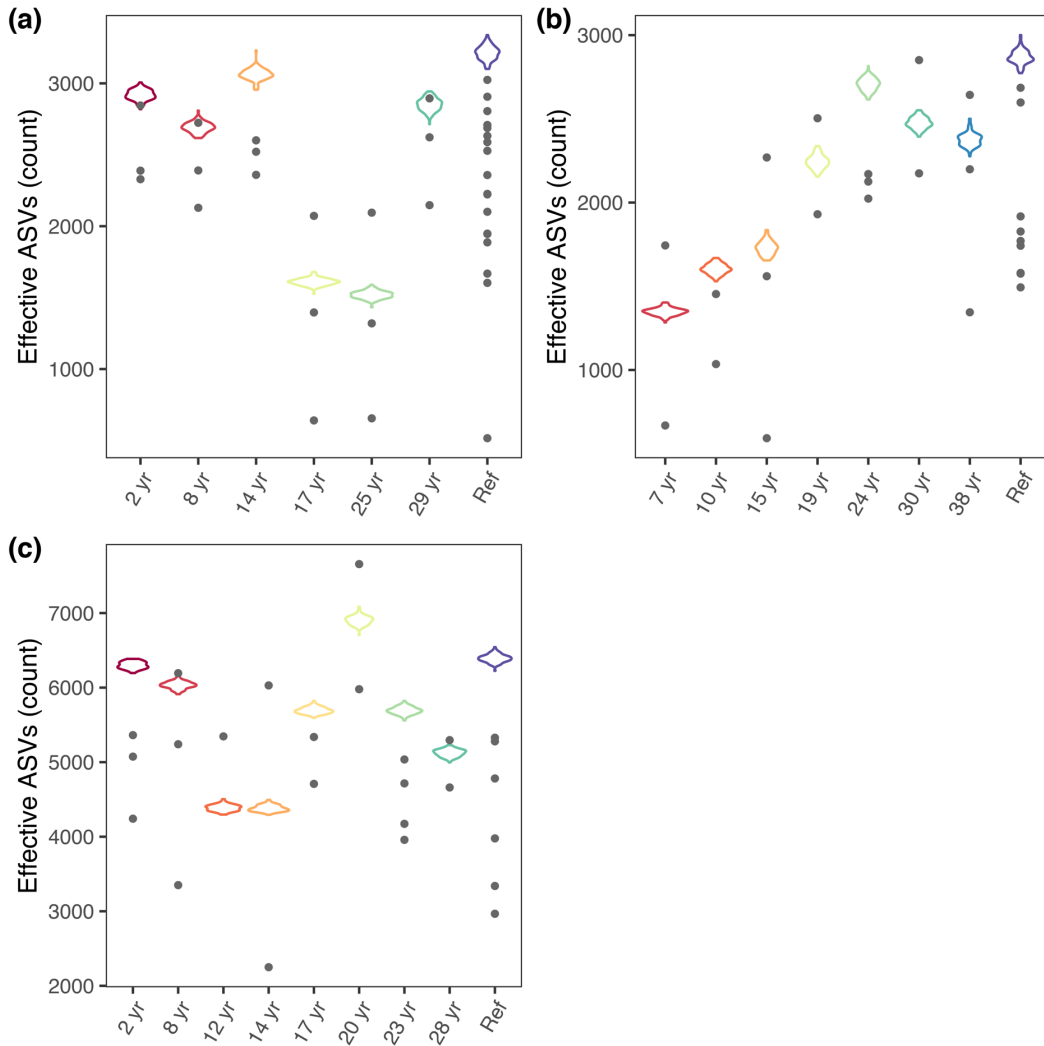 (a)
Effective ASVs (count)
3000
2000
1000
2 yr
8 yr
14 yr
17 yr
25 yr
29 yr
Ref
(b)
Effective ASVs (count)
3000
2000
1000
7 yr
10 yr
15 yr
19 yr
24 yr
30 yr
38 yr
Ref
(c)
Effective ASVs (count)
7000
6000
5000
4000
3000
2000
2 yr
8 yr
12 yr
14 yr
17 yr
20 yr
23 yr
28 yr
Ref